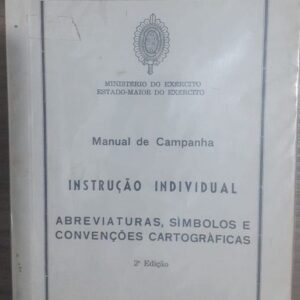 MINISTÉRIO DO EXÉRCITO
ESTADO-MAIOR DO EXÉRCITO
Manual de Campanha
INSTRUÇÃO INDIVIDUAL
ABREVIATURAS, SÍMBOLOS E
CONVENÇÕES CARTOGRÁFICAS
2ª Edição